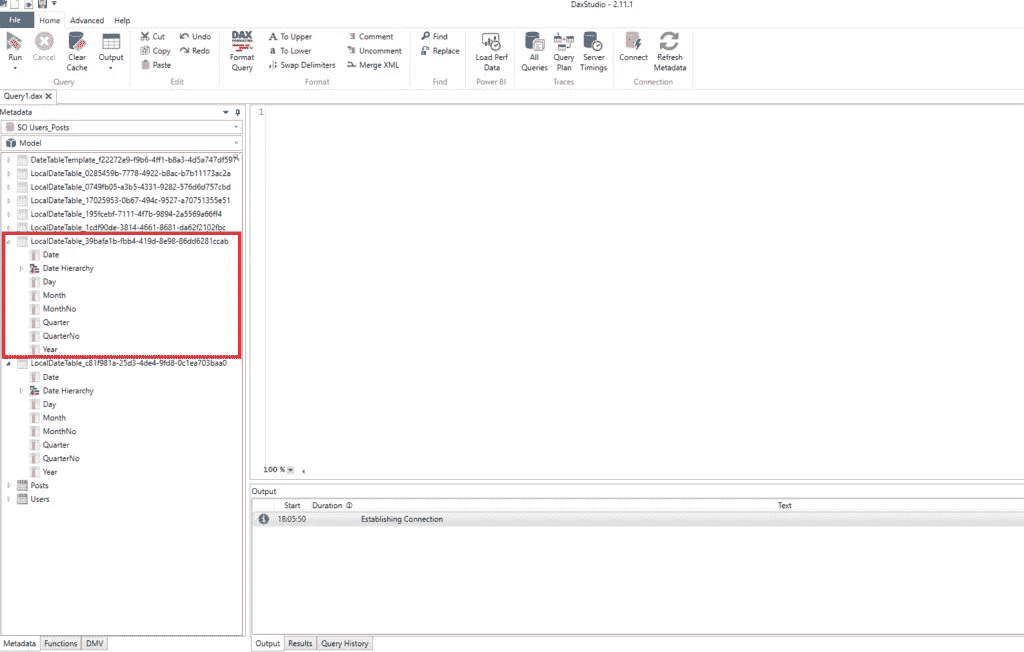 DaxStudio - 2.11.1
File Home Advanced Help
Run
Cancel
Clear Cache
Output
Query
Cut
Copy
Paste
Undo
Redo
Edit
DAX
FORMATTER
Format Query
To Upper
To Lower
Swap Delimiters
Comment
Uncomment
Merge XML
Format
Find
Replace
Find
Load Perf Data
Power BI
All Queries
Query Plan
Server Timings
Traces
Connect
Refresh Metadata
Connection
Query1.dax
Metadata
SO Users_Posts
Model
DateTableTemplate_f22272e9-f9b6-4ff1-b8a3-4d5a747df597
LocalDateTable_0285459b-7778-4922-b8ac-b7b11173ac2a
LocalDateTable_0749fb05-a3b5-4331-9282-576d6d757cbd
LocalDateTable_17025953-0b67-494c-9527-a70751355e51
LocalDateTable_195fcebf-7111-4f7b-9894-2a5569a66ff4
LocalDateTable_1cdf90de-3814-4661-8681-da62f2102fbc
LocalDateTable_39bafa1b-fbb4-419d-8e98-86dd6281ccab
Date
Date Hierarchy
Day
Month
MonthNo
Quarter
QuarterNo
Year
LocalDateTable_c81f981a-25d3-4de4-9fd8-0c1ea703baa0
Date
Date Hierarchy
Day
Month
MonthNo
Quarter
QuarterNo
Year
Posts
Users
Metadata Functions DMV
1
100 %
Output
Start Duration Text
18:05:50 Establishing Connection
Output Results Query History